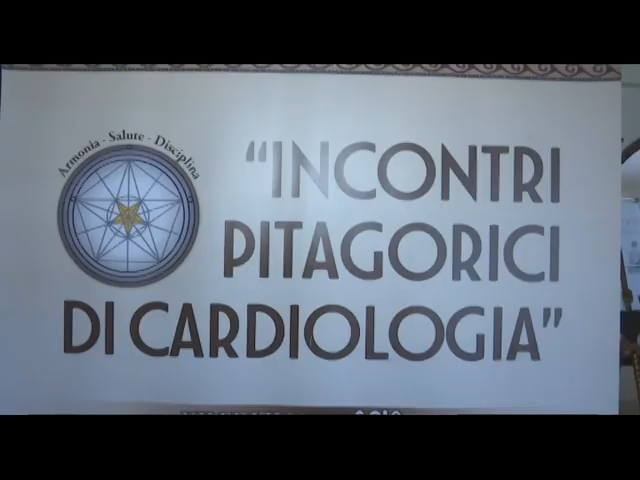 Armonia - Salute - Disciplina
“INCONTRI
PITAGORICI
DI CARDIOLOGIA”